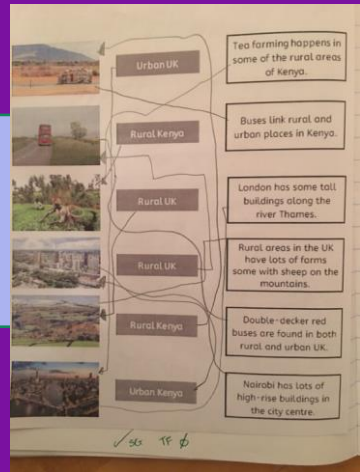 Urban UK
Rural Kenya
Rural UK
Rural UK
Rural Kenya
Urban Kenya
Tea farming happens in
some of the rural areas
of Kenya.
Buses link rural and
urban places in Kenya.
London has some tall
buildings along the
river Thames.
Rural areas in the UK
have lots of farms
some with sheep on the
mountains.
Double-decker red
buses are found in both
rural and urban UK.
Nairobi has lots of
high-rise buildings in
the city centre.
TF